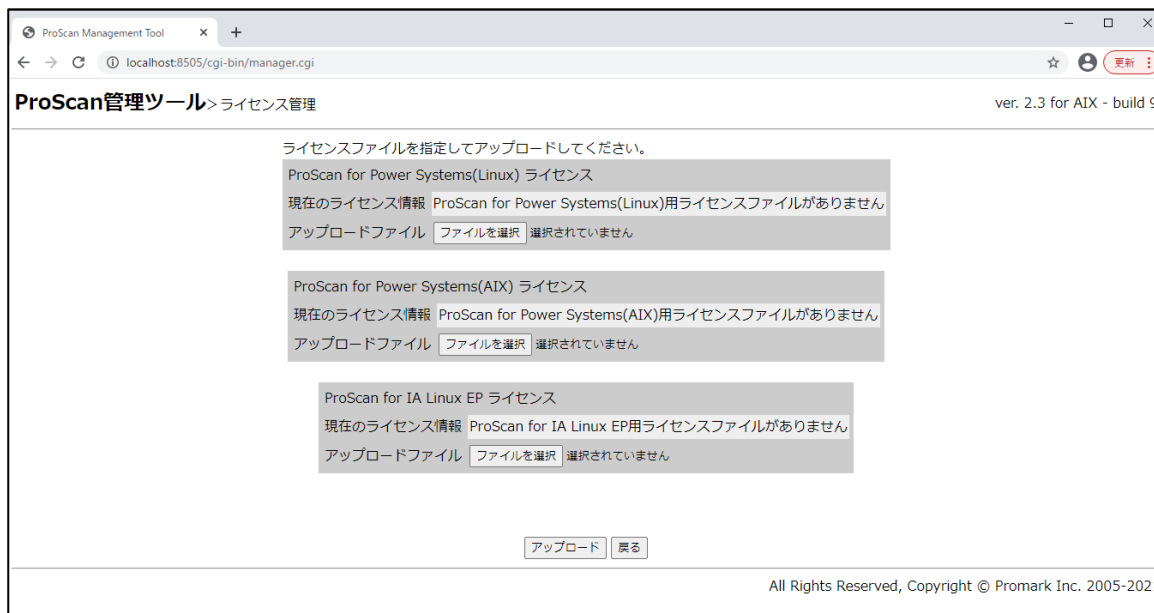 ProScan Management Tool
localhost:8505/cgi-bin/manager.cgi
更新
ProScan管理ツール>ライセンス管理
ver. 2.3 for AIX - build 9
ライセンスファイルを指定してアップロードしてください。
ProScan for Power Systems(Linux) ライセンス
現在のライセンス情報 ProScan for Power Systems(Linux)用ライセンスファイルがありません
アップロードファイル ファイルを選択 選択されていません
ProScan for Power Systems(AIX) ライセンス
現在のライセンス情報 ProScan for Power Systems(AIX)用ライセンスファイルがありません
アップロードファイル ファイルを選択 選択されていません
ProScan for IA Linux EP ライセンス
現在のライセンス情報 ProScan for IA Linux EP用ライセンスファイルがありません
アップロードファイル ファイルを選択 選択されていません
アップロード 戻る
All Rights Reserved, Copyright © Promark Inc. 2005-202